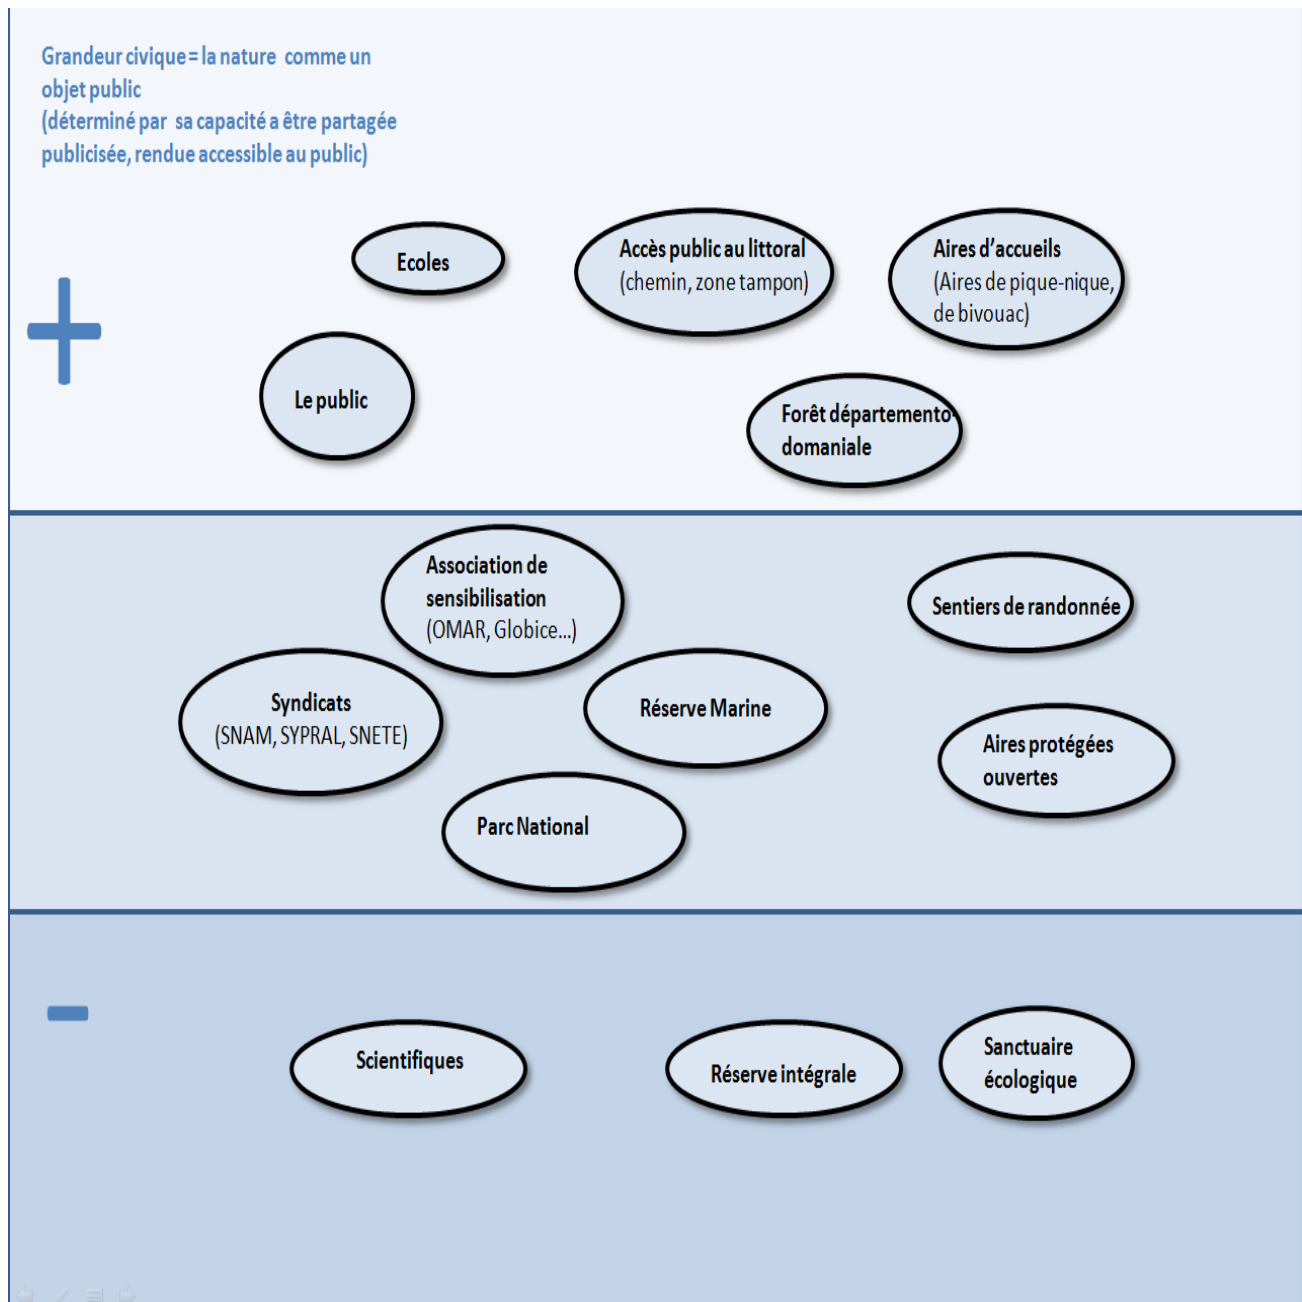 Grandeur civique = la nature comme un
objet public
(déterminé par sa capacité a être partagée
publicisée, rendue accessible au public)
+
Ecoles
Accès public au littoral
(chemin, zone tampon)
Aires d'accueils
(Aires de pique-nique,
de bivouac)
Le public
Forêt départemento-
domaniale
Association de
sensibilisation
(OMAR, Globice...)
Sentiers de randonnée
Syndicats
(SNAM, SYPRAL, SNETE)
Réserve Marine
Aires protégées
ouvertes
Parc National
-
Scientifiques
Réserve intégrale
Sanctuaire
écologique